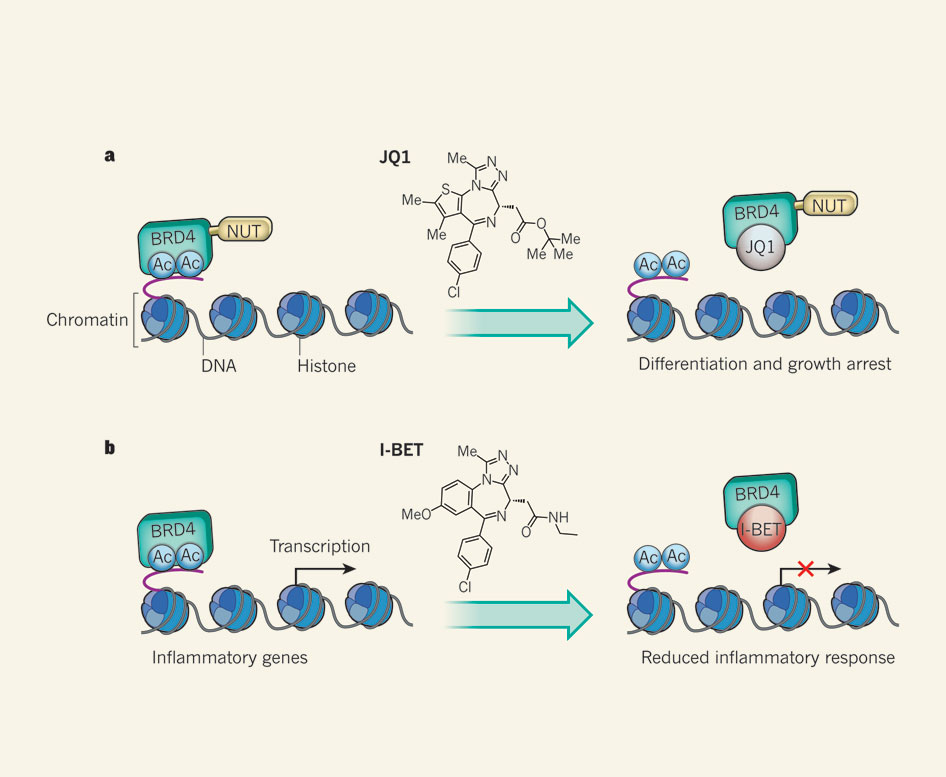 a
JQ1
Me
N
N
N
N
S
Me
Me
N
O
O
Me
Me Me
Cl
BRD4
NUT
Ac Ac
Chromatin
DNA
Histone
BRD4
NUT
JQ1
Ac Ac
Differentiation and growth arrest
b
I-BET
Me
N
N
N
MeO
N
O
NH
Cl
BRD4
Ac Ac
Transcription
Inflammatory genes
BRD4
I-BET
Ac Ac
Reduced inflammatory response